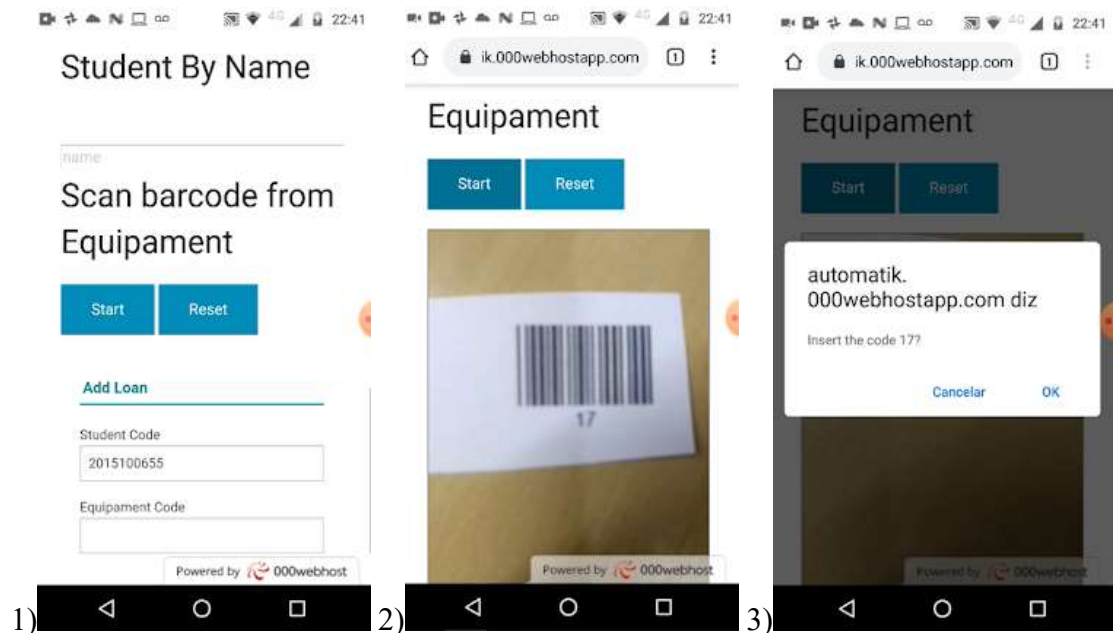 22:41
Student By Name
name
Scan barcode from
Equipament
Start Reset
Add Loan
Student Code
2015100655
Equipament Code
Powered by 000webhost
1)
4G 22:41
ik.000webhostapp.com 1
Equipament
Start Reset
17
Powered by 000webhost
2)
4G 22:41
ik.000webhostapp.com 1
Equipament
Start Reset
automatik.
000webhostapp.com diz
Insert the code 17?
Cancelar OK
Powered by 000webhost
3)